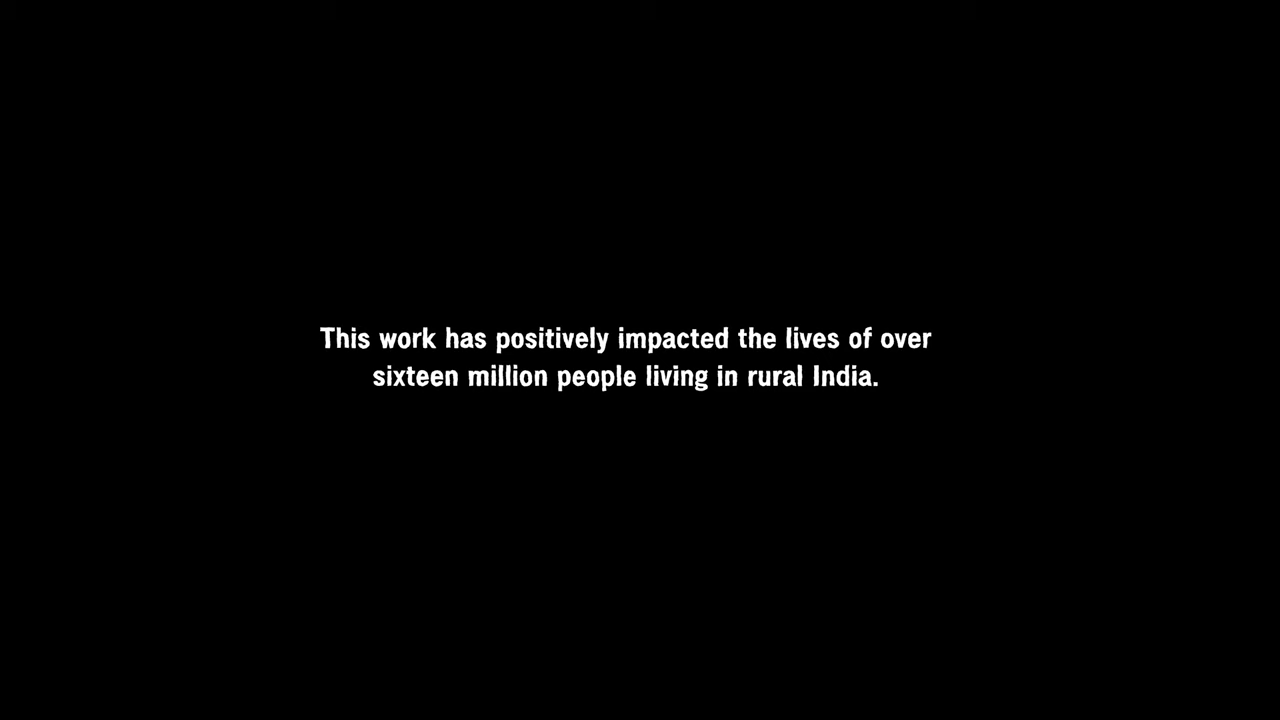 This work has positively impacted the lives of over
sixteen million people living in rural India.